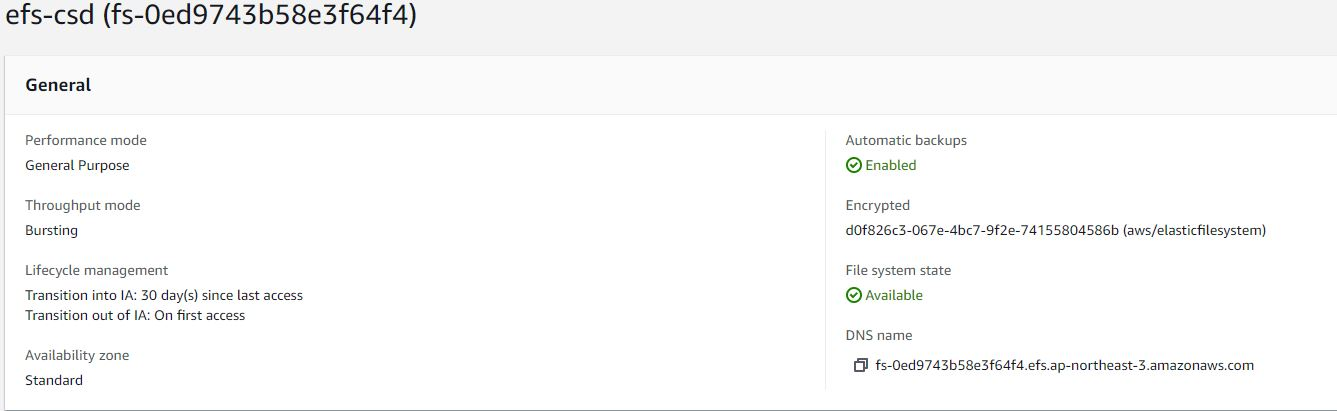 efs-csd (fs-0ed9743b58e3f64f4)
General
Performance mode
General Purpose
Throughput mode
Bursting
Lifecycle management
Transition into IA: 30 day(s) since last access
Transition out of IA: On first access
Availability zone
Standard
Automatic backups
Enabled
Encrypted
d0f826c3-067e-4bc7-9f2e-74155804586b (aws/elasticfilesystem)
File system state
Available
DNS name
fs-0ed9743b58e3f64f4.efs.ap-northeast-3.amazonaws.com